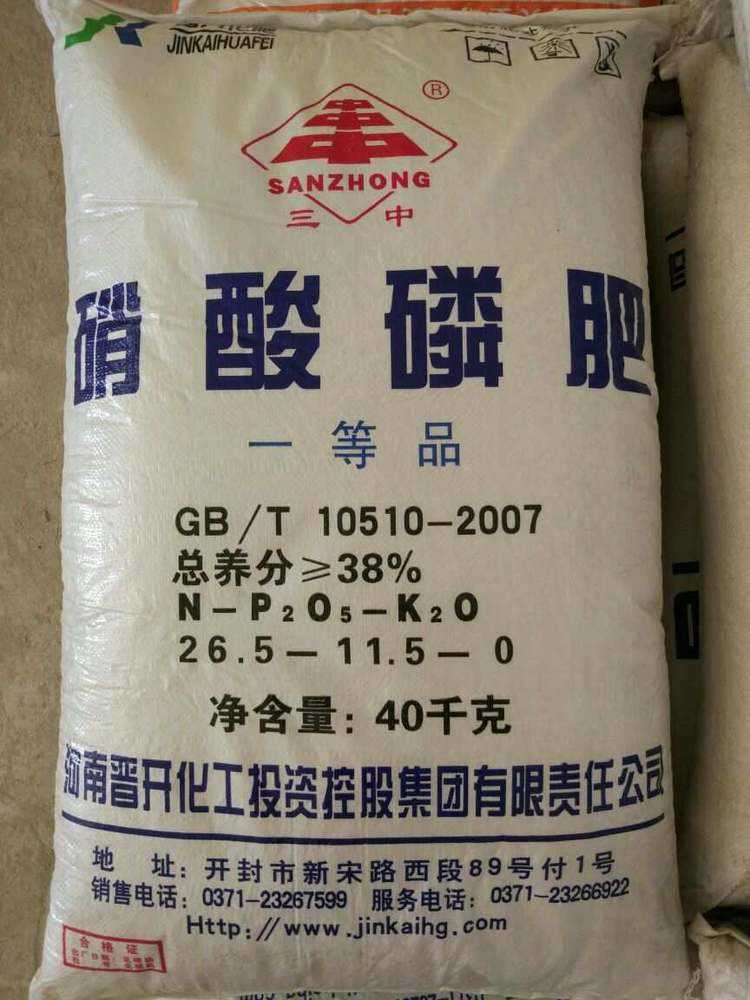 JINKAIHUAFEI
®
SANZHONG
三中
硝酸磷肥
一等品
GB/T 10510-2007
总养分≥38%
N-P₂O₅-K₂O
26.5-11.5-0
净含量：40千克
河南晋开化工投资控股集团有限责任公司
地 址：开封市新宋路西段89号付1号
销售电话：0371-23267599 服务电话：0371-23266922
Http://www.jinkaihg.com
合格证